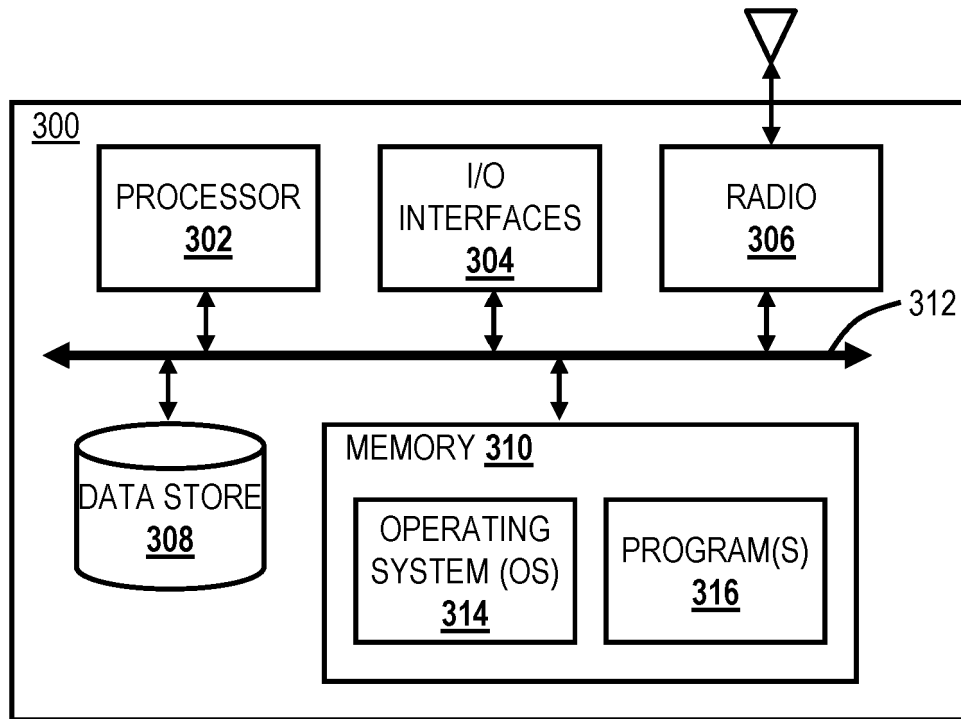 300
PROCESSOR
302
I/O
INTERFACES
304
RADIO
306
312
DATA STORE
308
MEMORY 310
OPERATING
SYSTEM (OS)
314
PROGRAM(S)
316